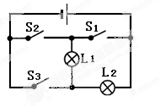 S₂ S₁
L₁
S₃ L₂